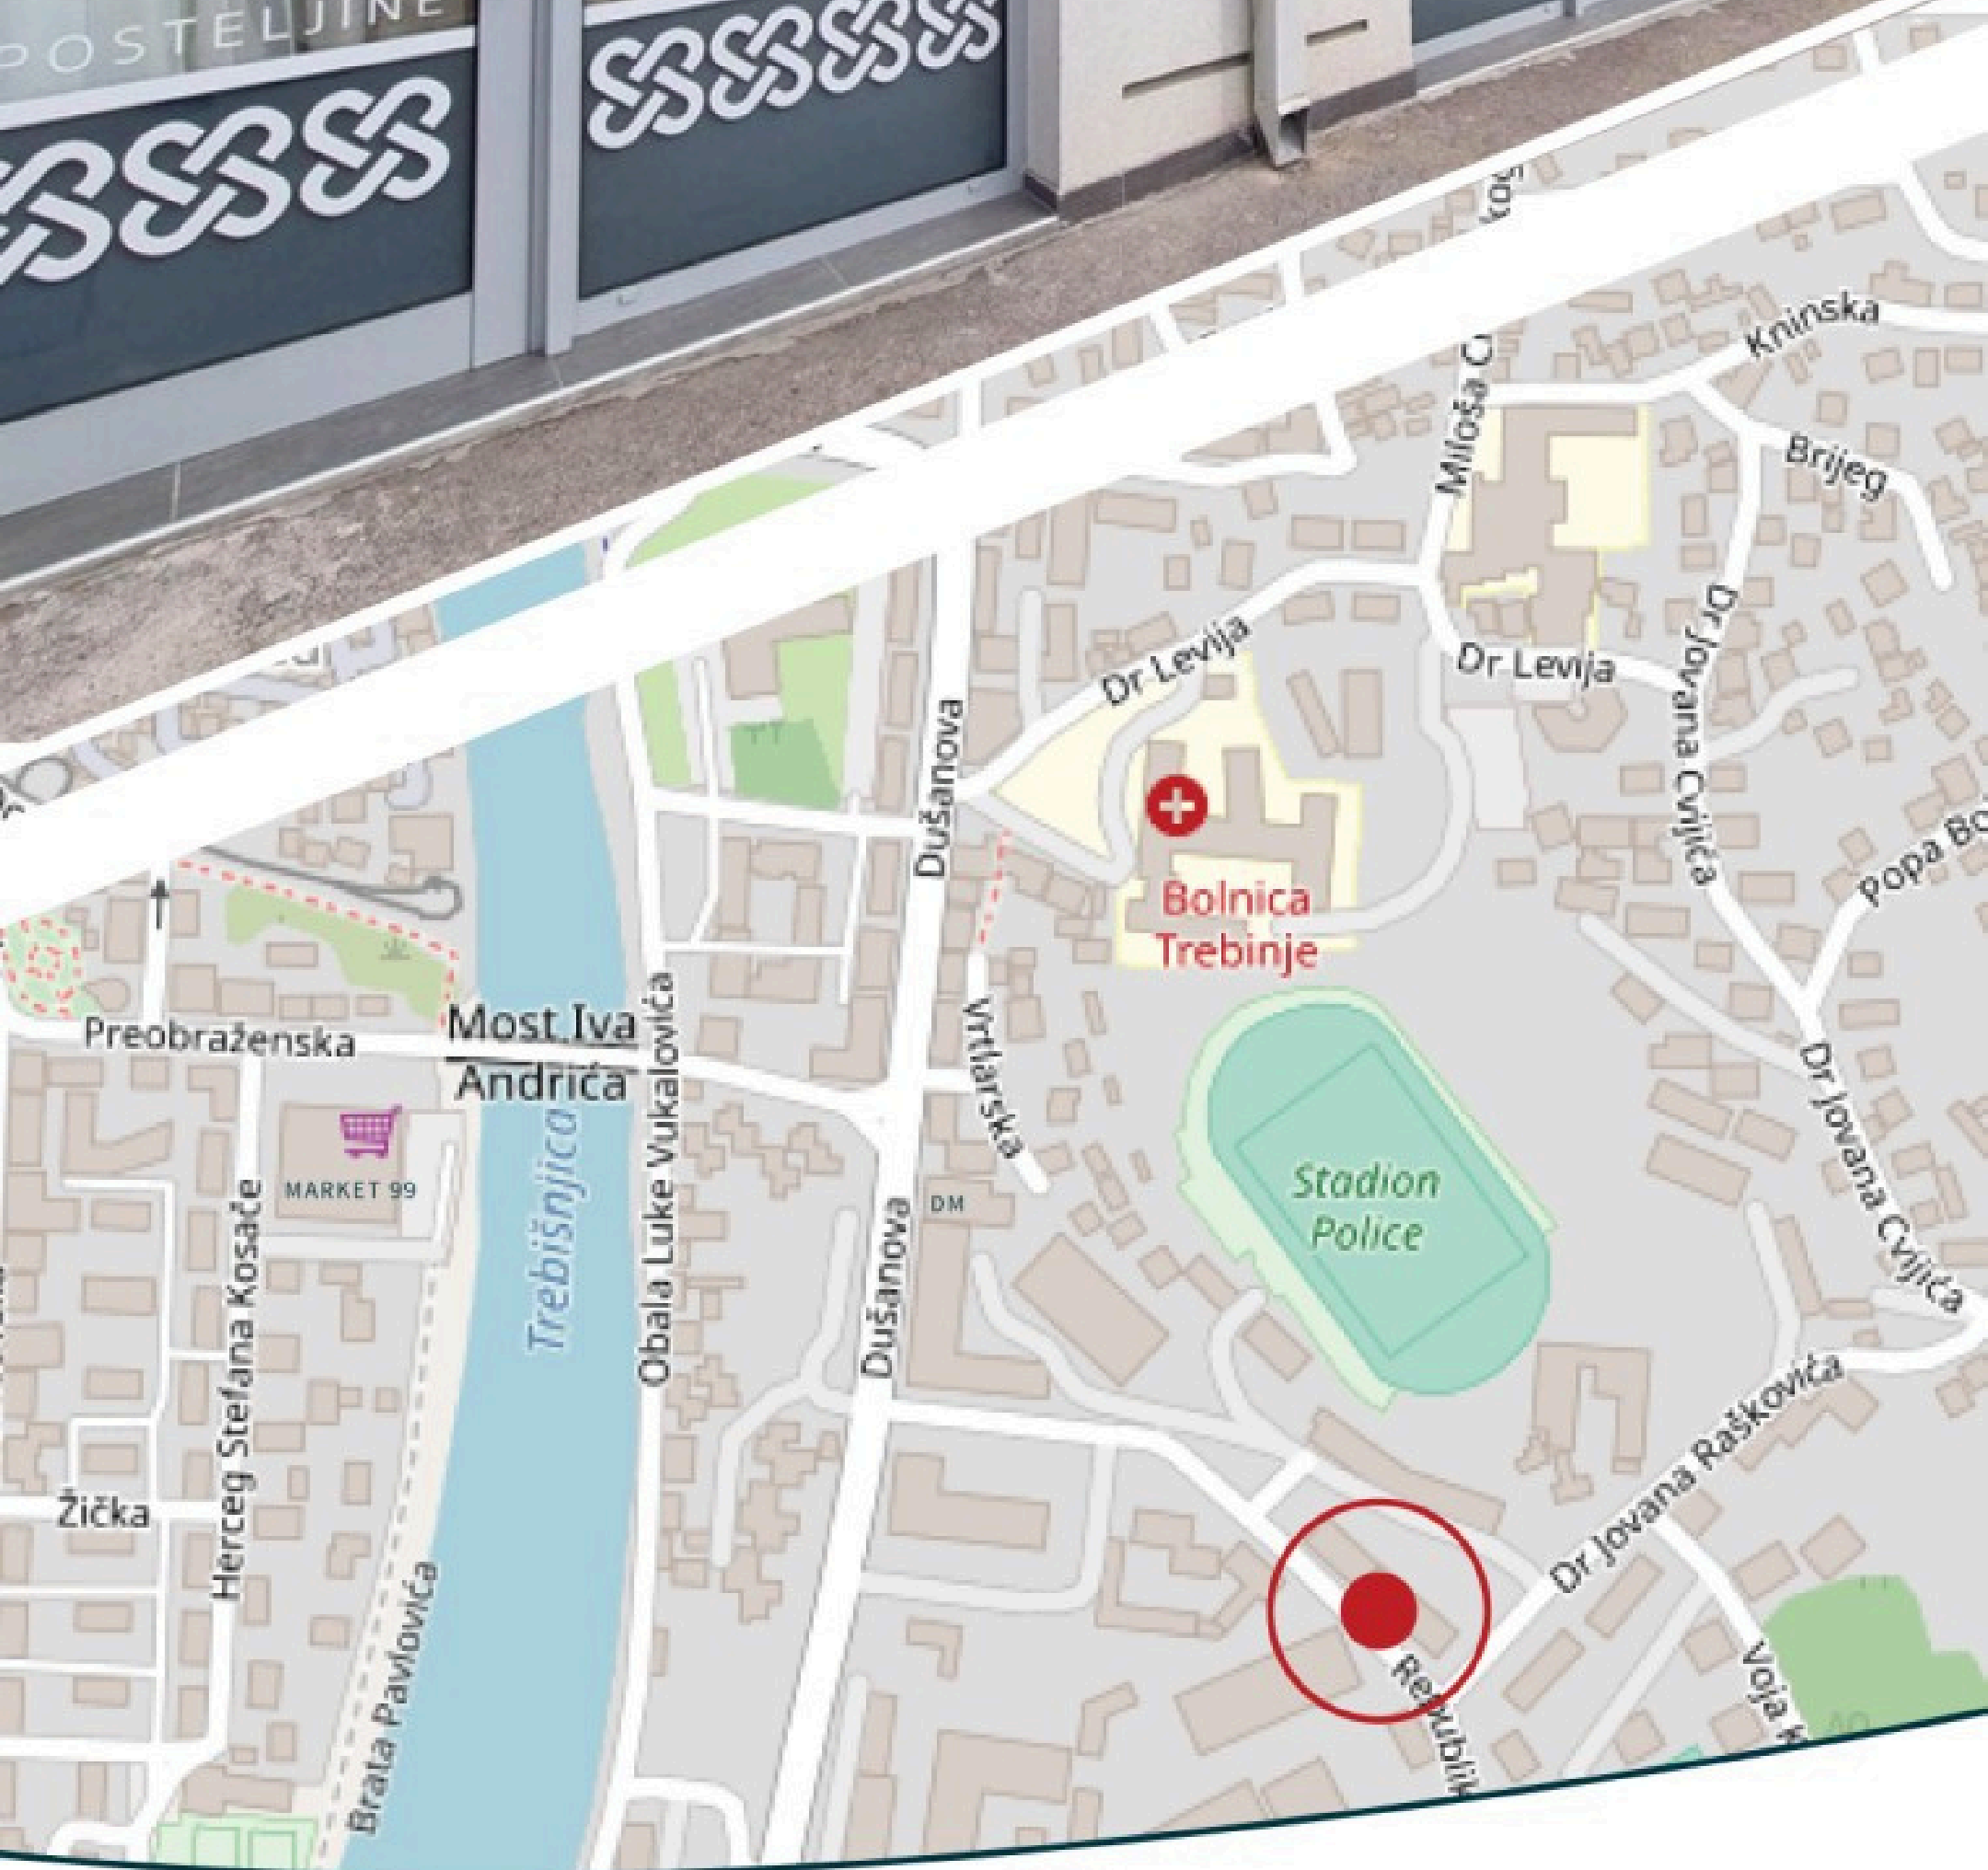 POSTELJINE
Kninska
Brijeg
Miloša
Dr Levija
Dr Levija
Dr Jovana Cvijića
Dušanova
Popa
Bolnica
Trebinje
Preobraženska
Most Iva
Andrića
Vrtlarska
Obala Luke Vukalovića
Trebišnjica
MARKET 99
DM
Stadion
Police
Dr Jovana Cvijića
Herceg Stefana Kosače
Dušanova
Dr Jovana Raškovića
Žička
Brata Pavlovića
Republik
Voja